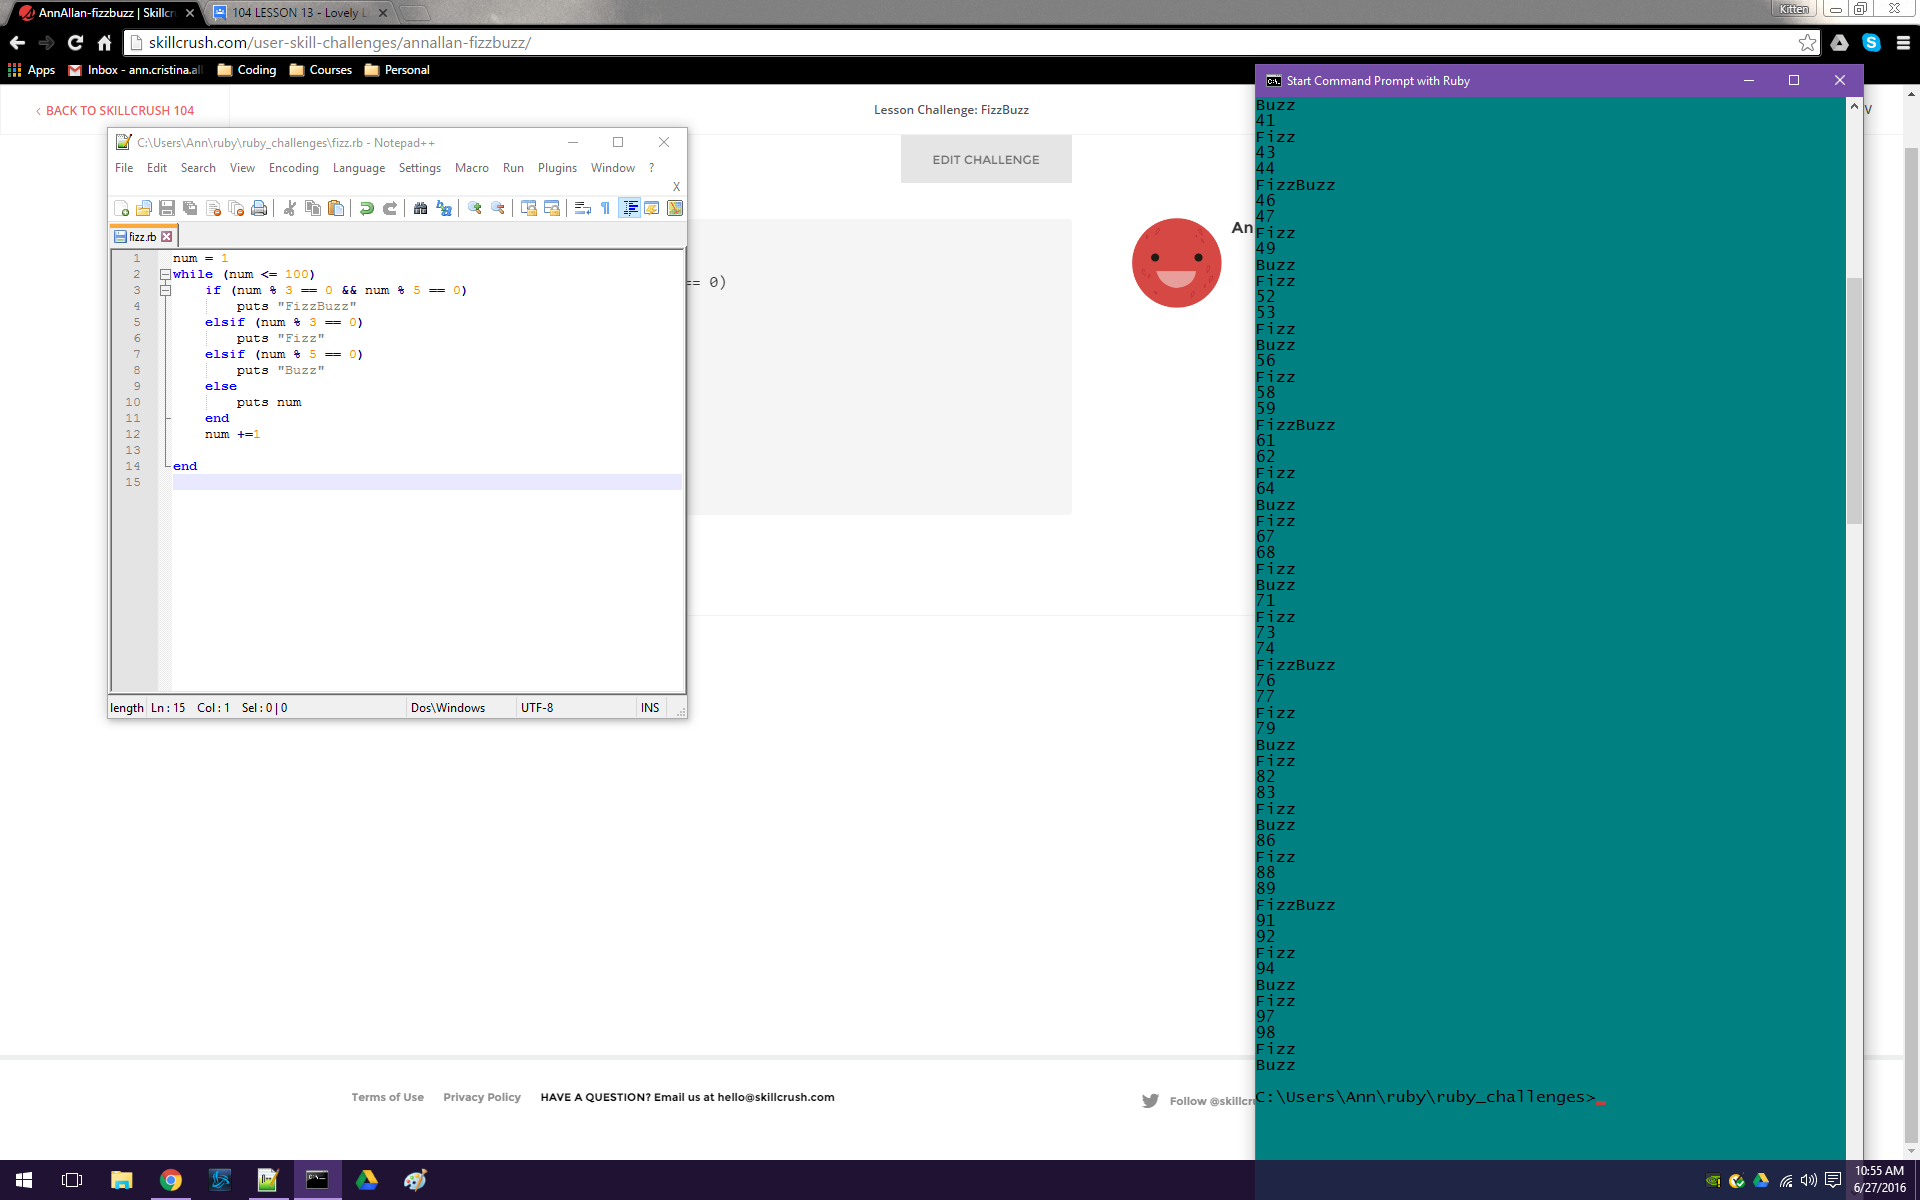 AnnAllan-fizzbuzz | Skillcr
104 LESSON 13 - Lovely L
Kitten
skillcrush.com/user-skill-challenges/annallan-fizzbuzz/
Apps
Inbox - ann.cristina.al
Coding
Courses
Personal
‹ BACK TO SKILLCRUSH 104
Lesson Challenge: FizzBuzz
EDIT CHALLENGE
== 0)
An
V
C:\Users\Ann\ruby\ruby_challenges\fizz.rb - Notepad++
File Edit Search View Encoding Language Settings Macro Run Plugins Window ?
X
fizz.rb
1 num = 1
2 while (num <= 100)
3 if (num % 3 == 0 && num % 5 == 0)
4 puts "FizzBuzz"
5 elsif (num % 3 == 0)
6 puts "Fizz"
7 elsif (num % 5 == 0)
8 puts "Buzz"
9 else
10 puts num
11 end
12 num +=1
13
14 end
15
length Ln : 15 Col : 1 Sel : 0 | 0 Dos\Windows UTF-8 INS
Start Command Prompt with Ruby
Buzz
41
Fizz
43
44
FizzBuzz
46
47
Fizz
49
Buzz
Fizz
52
53
Fizz
Buzz
56
Fizz
58
59
FizzBuzz
61
62
Fizz
64
Buzz
Fizz
67
68
Fizz
Buzz
71
Fizz
73
74
FizzBuzz
76
77
Fizz
79
Buzz
Fizz
82
83
Fizz
Buzz
86
Fizz
88
89
FizzBuzz
91
92
Fizz
94
Buzz
Fizz
97
98
Fizz
Buzz
C:\Users\Ann\ruby\ruby_challenges>_
Terms of Use
Privacy Policy
HAVE A QUESTION? Email us at hello@skillcrush.com
Follow @skillcru
10:55 AM
6/27/2016